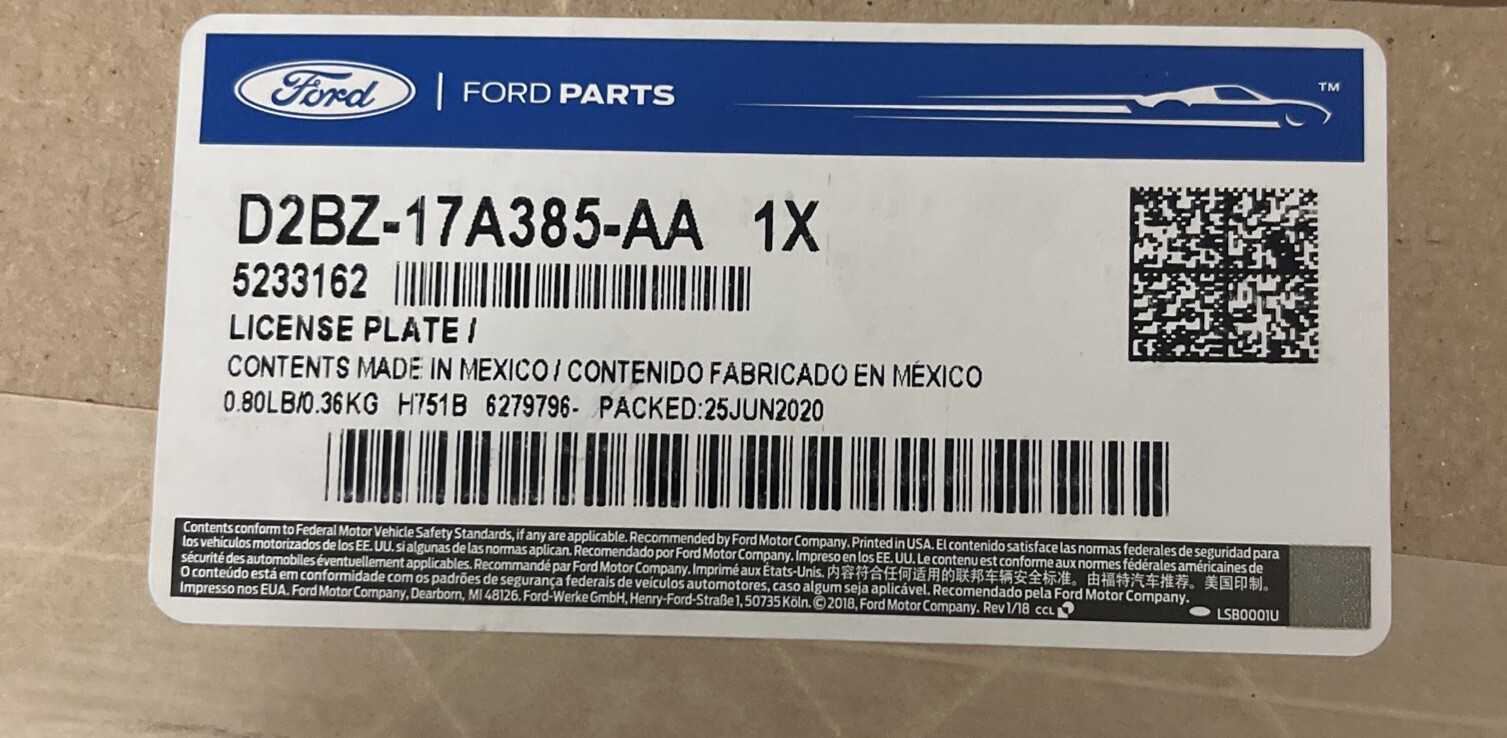 Ford | FORD PARTS ™
D2BZ-17A385-AA 1X
5233162
LICENSE PLATE /
CONTENTS MADE IN MEXICO / CONTENIDO FABRICADO EN MÉXICO
0.80LB/0.36KG H751B 6279796- PACKED:25JUN2020
Contents conform to Federal Motor Vehicle Safety Standards, if any are applicable. Recommended by Ford Motor Company. Printed in USA. El contenido satisface las normas federales de seguridad para
los vehículos motorizados de los EE. UU. si algunas de las normas aplican. Recomendado por Ford Motor Company. Impreso en los EE. UU. Le contenu est conforme aux normes fédérales américaines de
sécurité des automobiles éventuellement applicables. Recommandé par Ford Motor Company. Imprimé aux États-Unis. 内容符合任何适用的联邦车辆安全标准。由福特汽车推荐。美国印制。
O conteúdo está em conformidade com os padrões de segurança federais de veículos automotores, caso algum seja aplicável. Recomendado pela Ford Motor Company.
Impresso nos EUA. Ford Motor Company, Dearborn, MI 48126. Ford-Werke GmbH, Henry-Ford-Straße 1, 50735 Köln. © 2018, Ford Motor Company. Rev 1/18 CCL LSB0001U